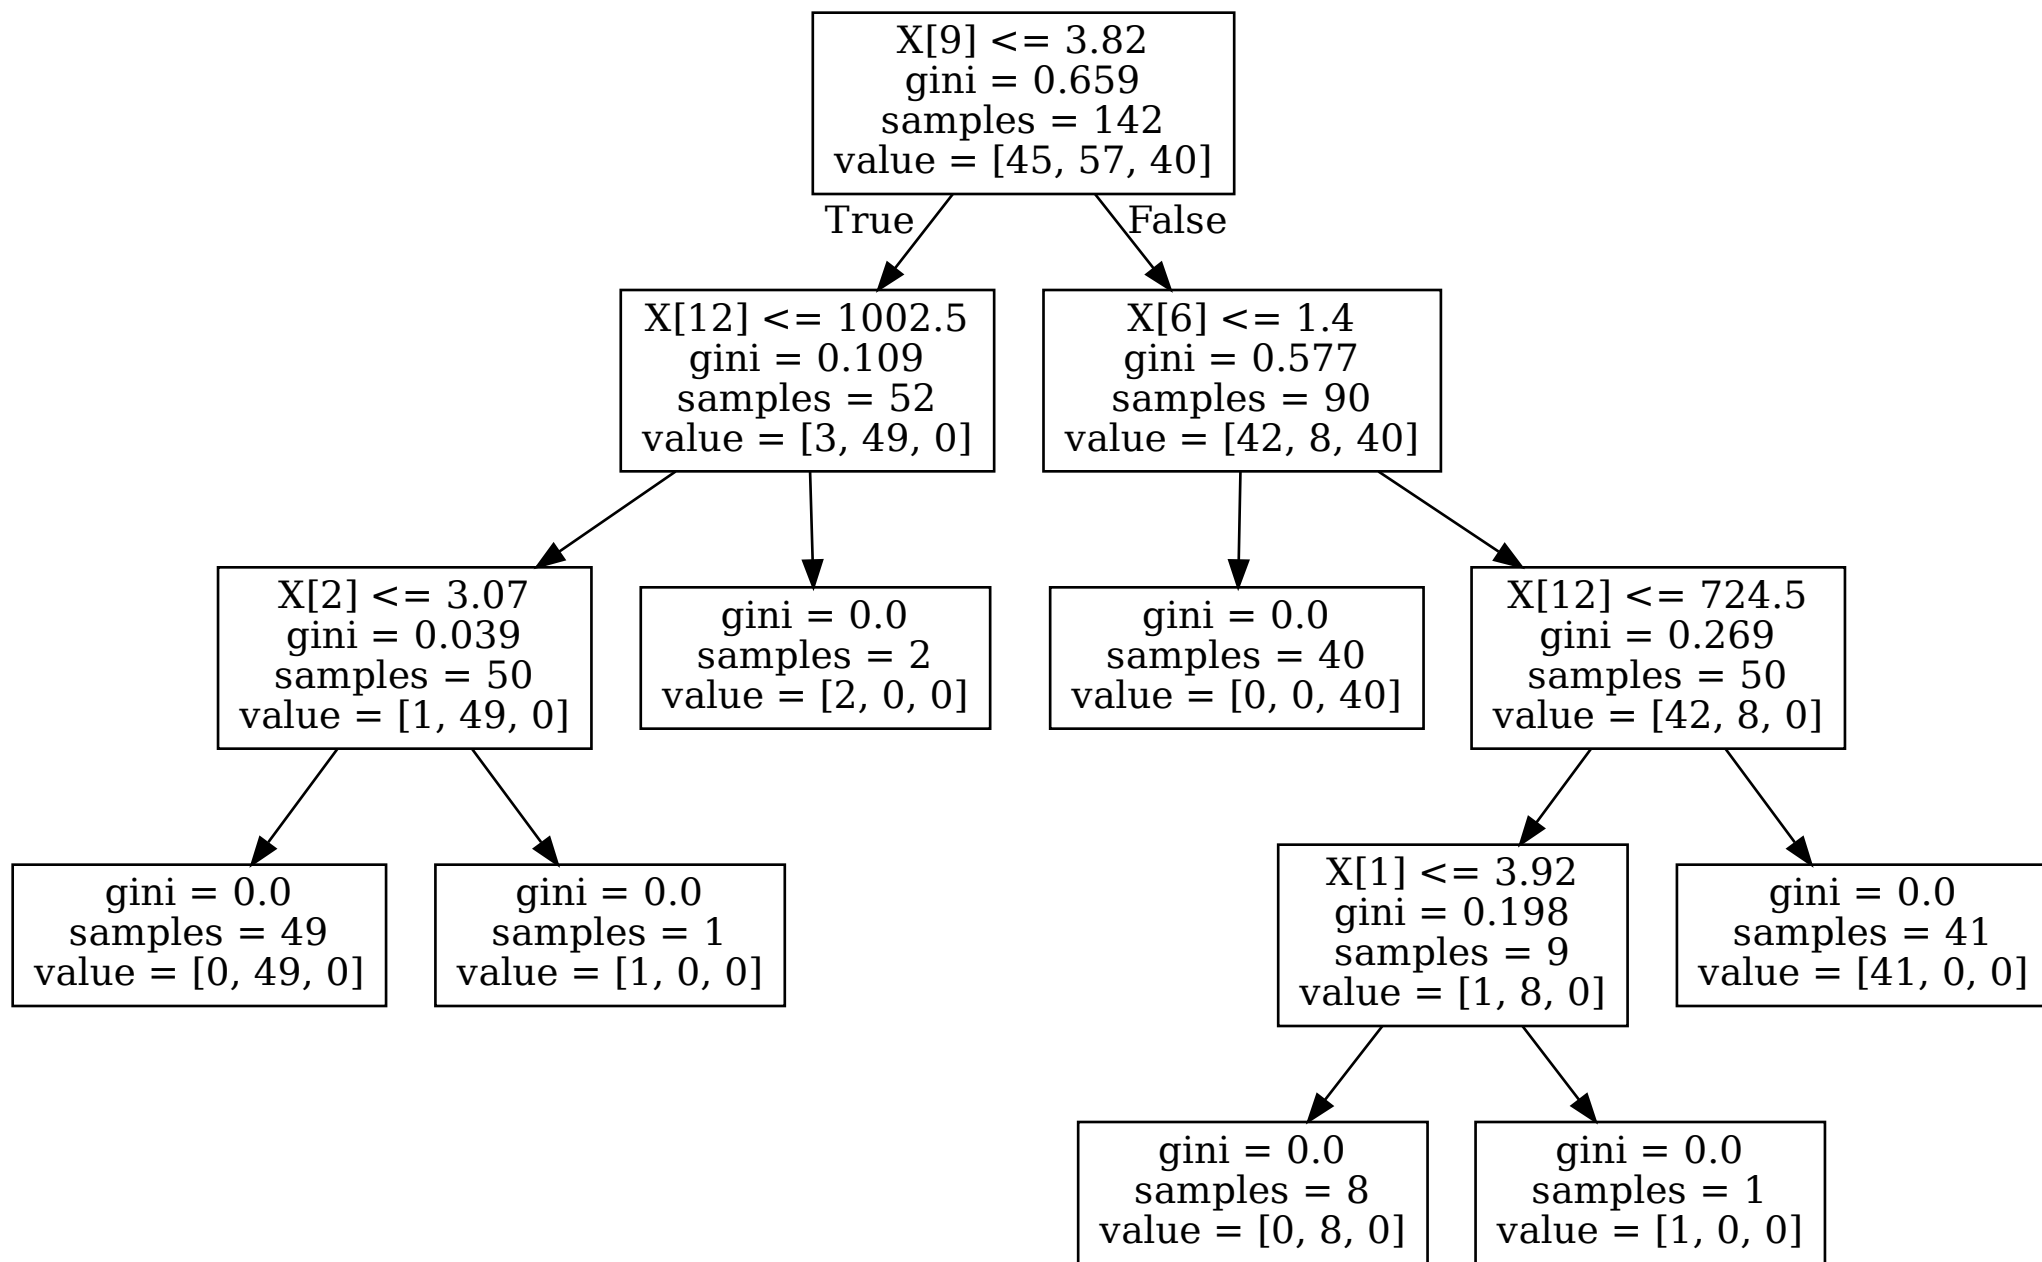 X[9] <= 3.82
gini = 0.659
samples = 142
value = [45, 57, 40]
True
False
X[12] <= 1002.5
gini = 0.109
samples = 52
value = [3, 49, 0]
X[6] <= 1.4
gini = 0.577
samples = 90
value = [42, 8, 40]
X[2] <= 3.07
gini = 0.039
samples = 50
value = [1, 49, 0]
gini = 0.0
samples = 2
value = [2, 0, 0]
gini = 0.0
samples = 40
value = [0, 0, 40]
X[12] <= 724.5
gini = 0.269
samples = 50
value = [42, 8, 0]
gini = 0.0
samples = 49
value = [0, 49, 0]
gini = 0.0
samples = 1
value = [1, 0, 0]
X[1] <= 3.92
gini = 0.198
samples = 9
value = [1, 8, 0]
gini = 0.0
samples = 41
value = [41, 0, 0]
gini = 0.0
samples = 8
value = [0, 8, 0]
gini = 0.0
samples = 1
value = [1, 0, 0]